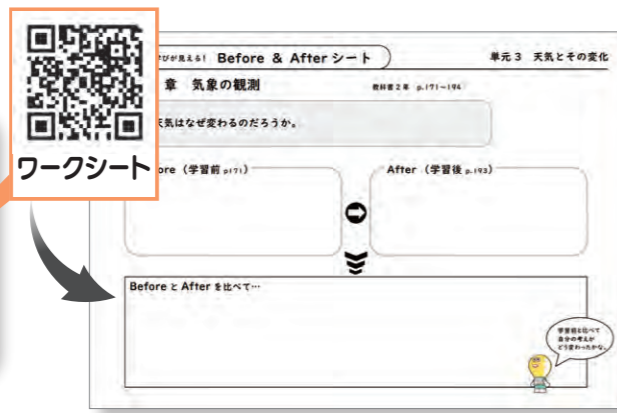 ワークシート
びが見える! Before & After シート
単元3 天気とその変化
章 気象の観測
教科書2年 p.171〜194
天気はなぜ変わるのだろうか。
ore (学習前 p171)
After (学習後 p.193)
Before と After を比べて…
学習前と比べて
自分の考えが
どう変わったかな。